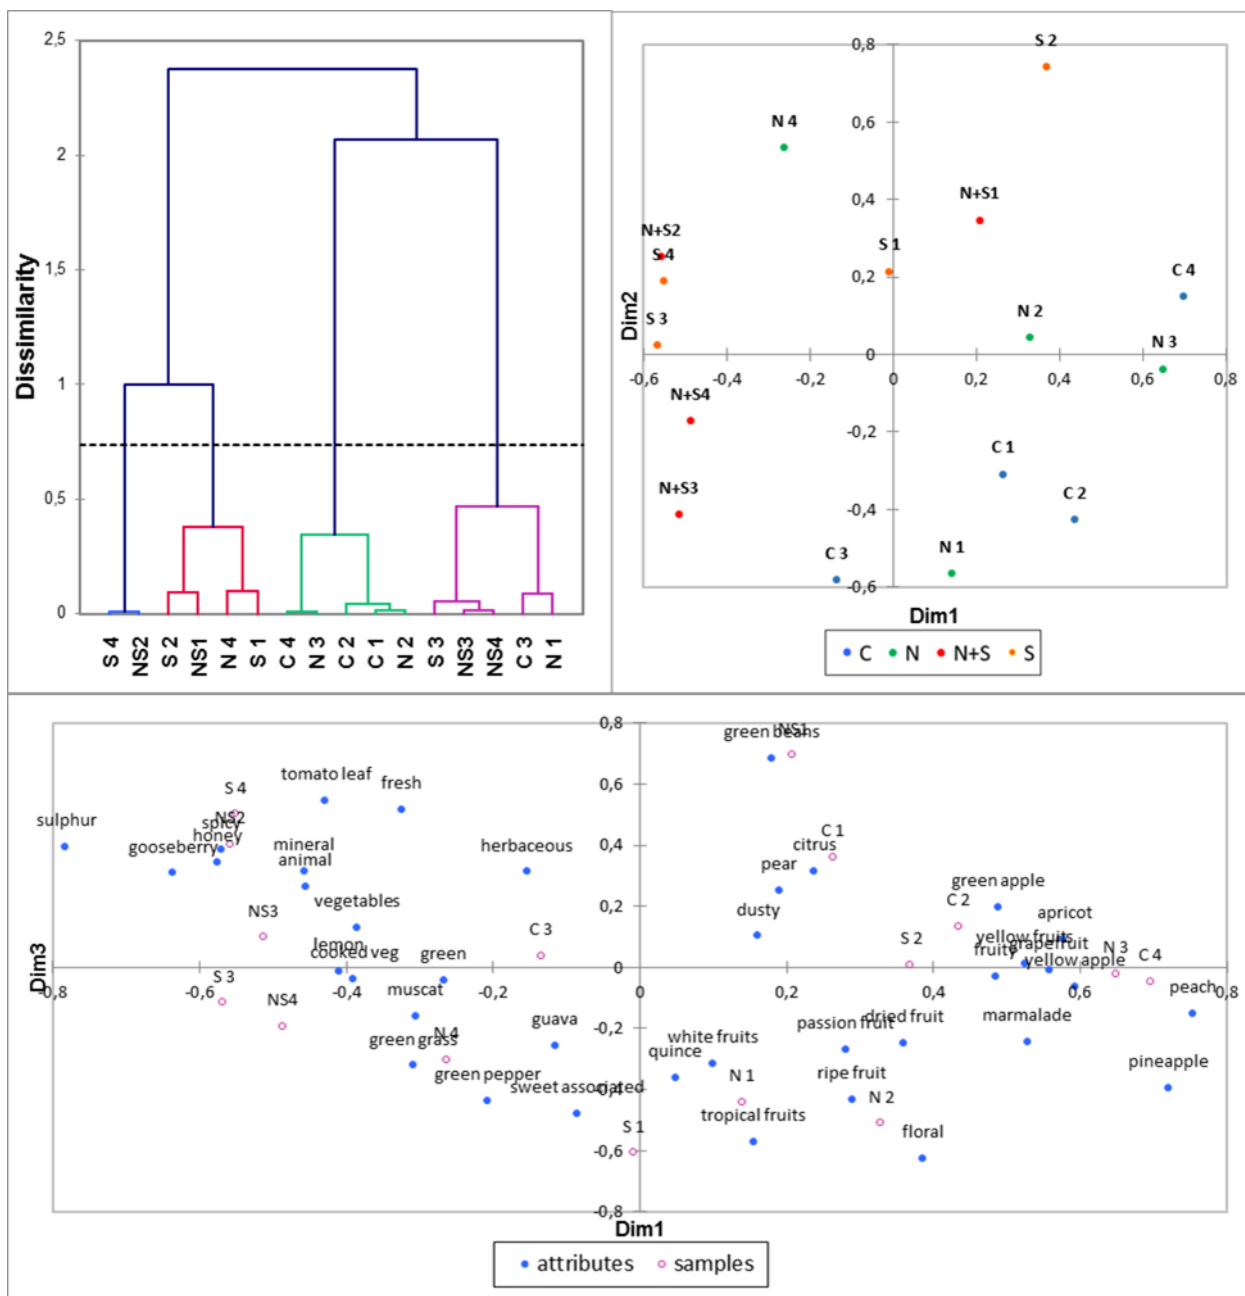 2,5
2
1,5
1
0,5
0
Dissimilarity
S 4
NS2
S 2
NS1
N 4
S 1
C 4
N 3
C 2
C 1
N 2
S 3
NS3
NS4
C 3
N 1
S 2
0,8
0,6
N 4
0,4
N+S1
N+S2
S 4
S 1
0,2
C 4
S 3
N 2
N 3
Dim2
0
-0,6
-0,4
-0,2
0
0,2
0,4
0,6
0,8
N+S4
-0,2
C 1
N+S3
-0,4
C 2
C 3
N 1
-0,6
Dim1
C N N+S S
0,8
green beans
NS1
tomato leaf
fresh
0,6
S 4
sulphur
NS2
spicy
honey
gooseberry
mineral
animal
herbaceous
0,4
C 1
citrus
pear
green apple
vegetables
NS3
0,2
dusty
C 2
apricot
C 3
S 2
yellow fruits
lemon
cooked veg
green
fruity
grapefruit
N 3
C 4
yellow apple
Dim3
0
-0,8
-0,6
-0,4
-0,2
0
0,2
0,4
0,6
0,8
S 3
NS4
muscat
peach
-0,2
guava
passion fruit
dried fruit
marmalade
green grass
N 4
white fruits
quince
green pepper
sweet associated
-0,4
N 1
ripe fruit
N 2
pineapple
tropical fruits
S 1
floral
-0,6
-0,8
Dim1
attributes samples